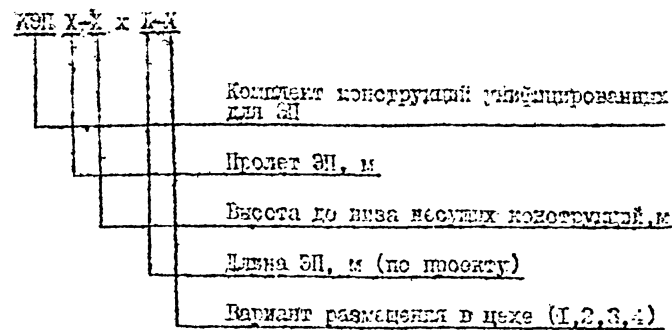 КЭП Х-Х х Х-Х
Комплект конструкций унифицированных
для ЭП
Пролет ЭП, м
Высота до низа несущих конструкций,м
Длина ЭП, м (по проекту)
Вариант размещения в цехе (I,2,3,4)